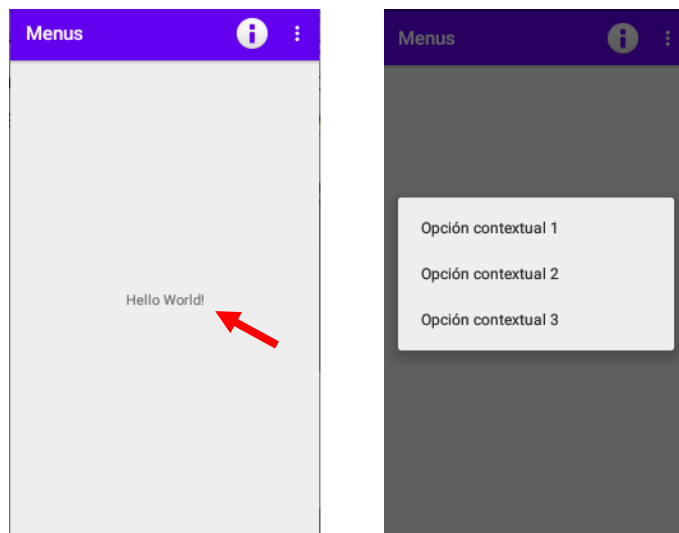 Menus
Hello World!
Menus
Opción contextual 1
Opción contextual 2
Opción contextual 3